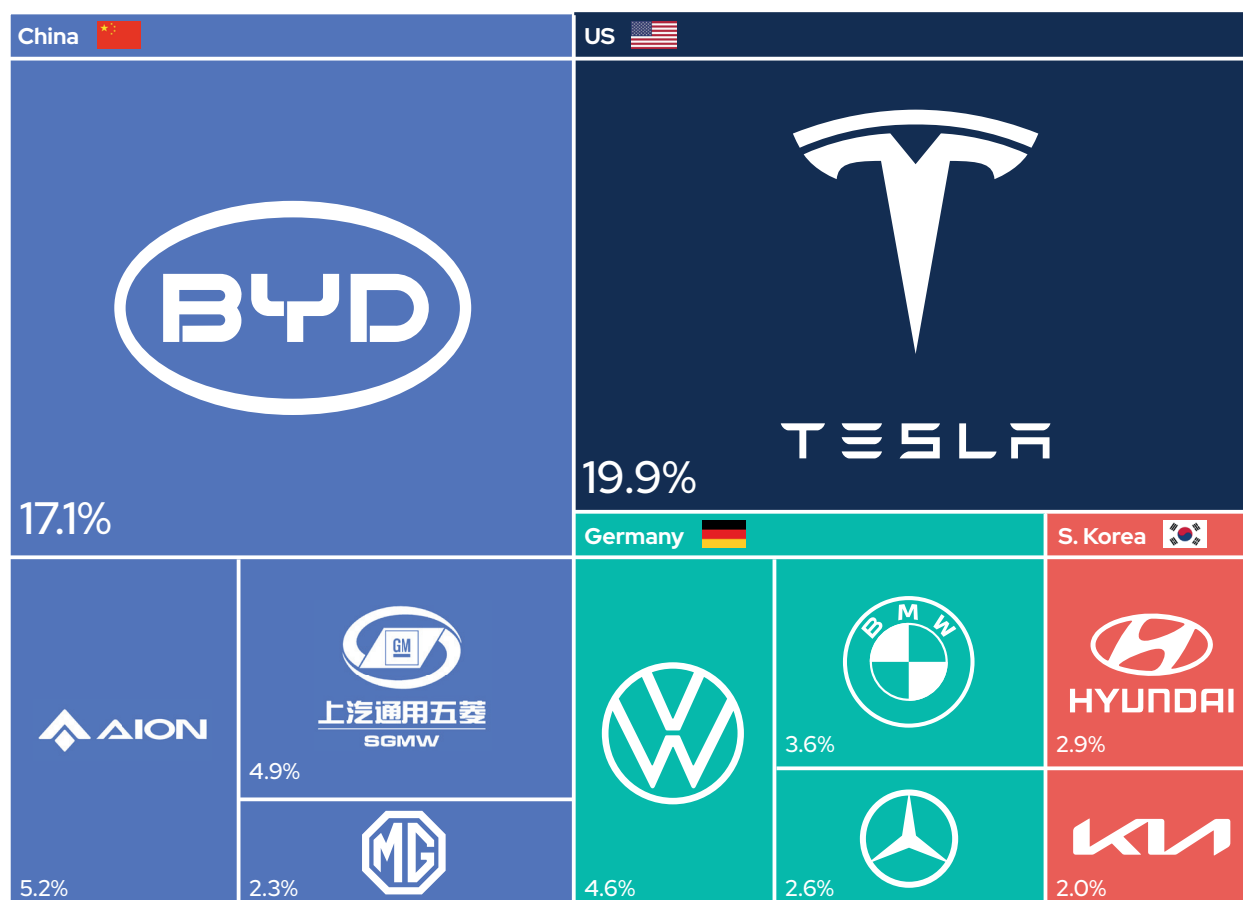 China
US
BYD
TESLA
17.1%
19.9%
Germany
S. Korea
AION
5.2%
GM
上汽通用五菱
SGMW
4.9%
MG
2.3%
VW
4.6%
BMW
3.6%
2.6%
HYUNDAI
2.9%
KIA
2.0%